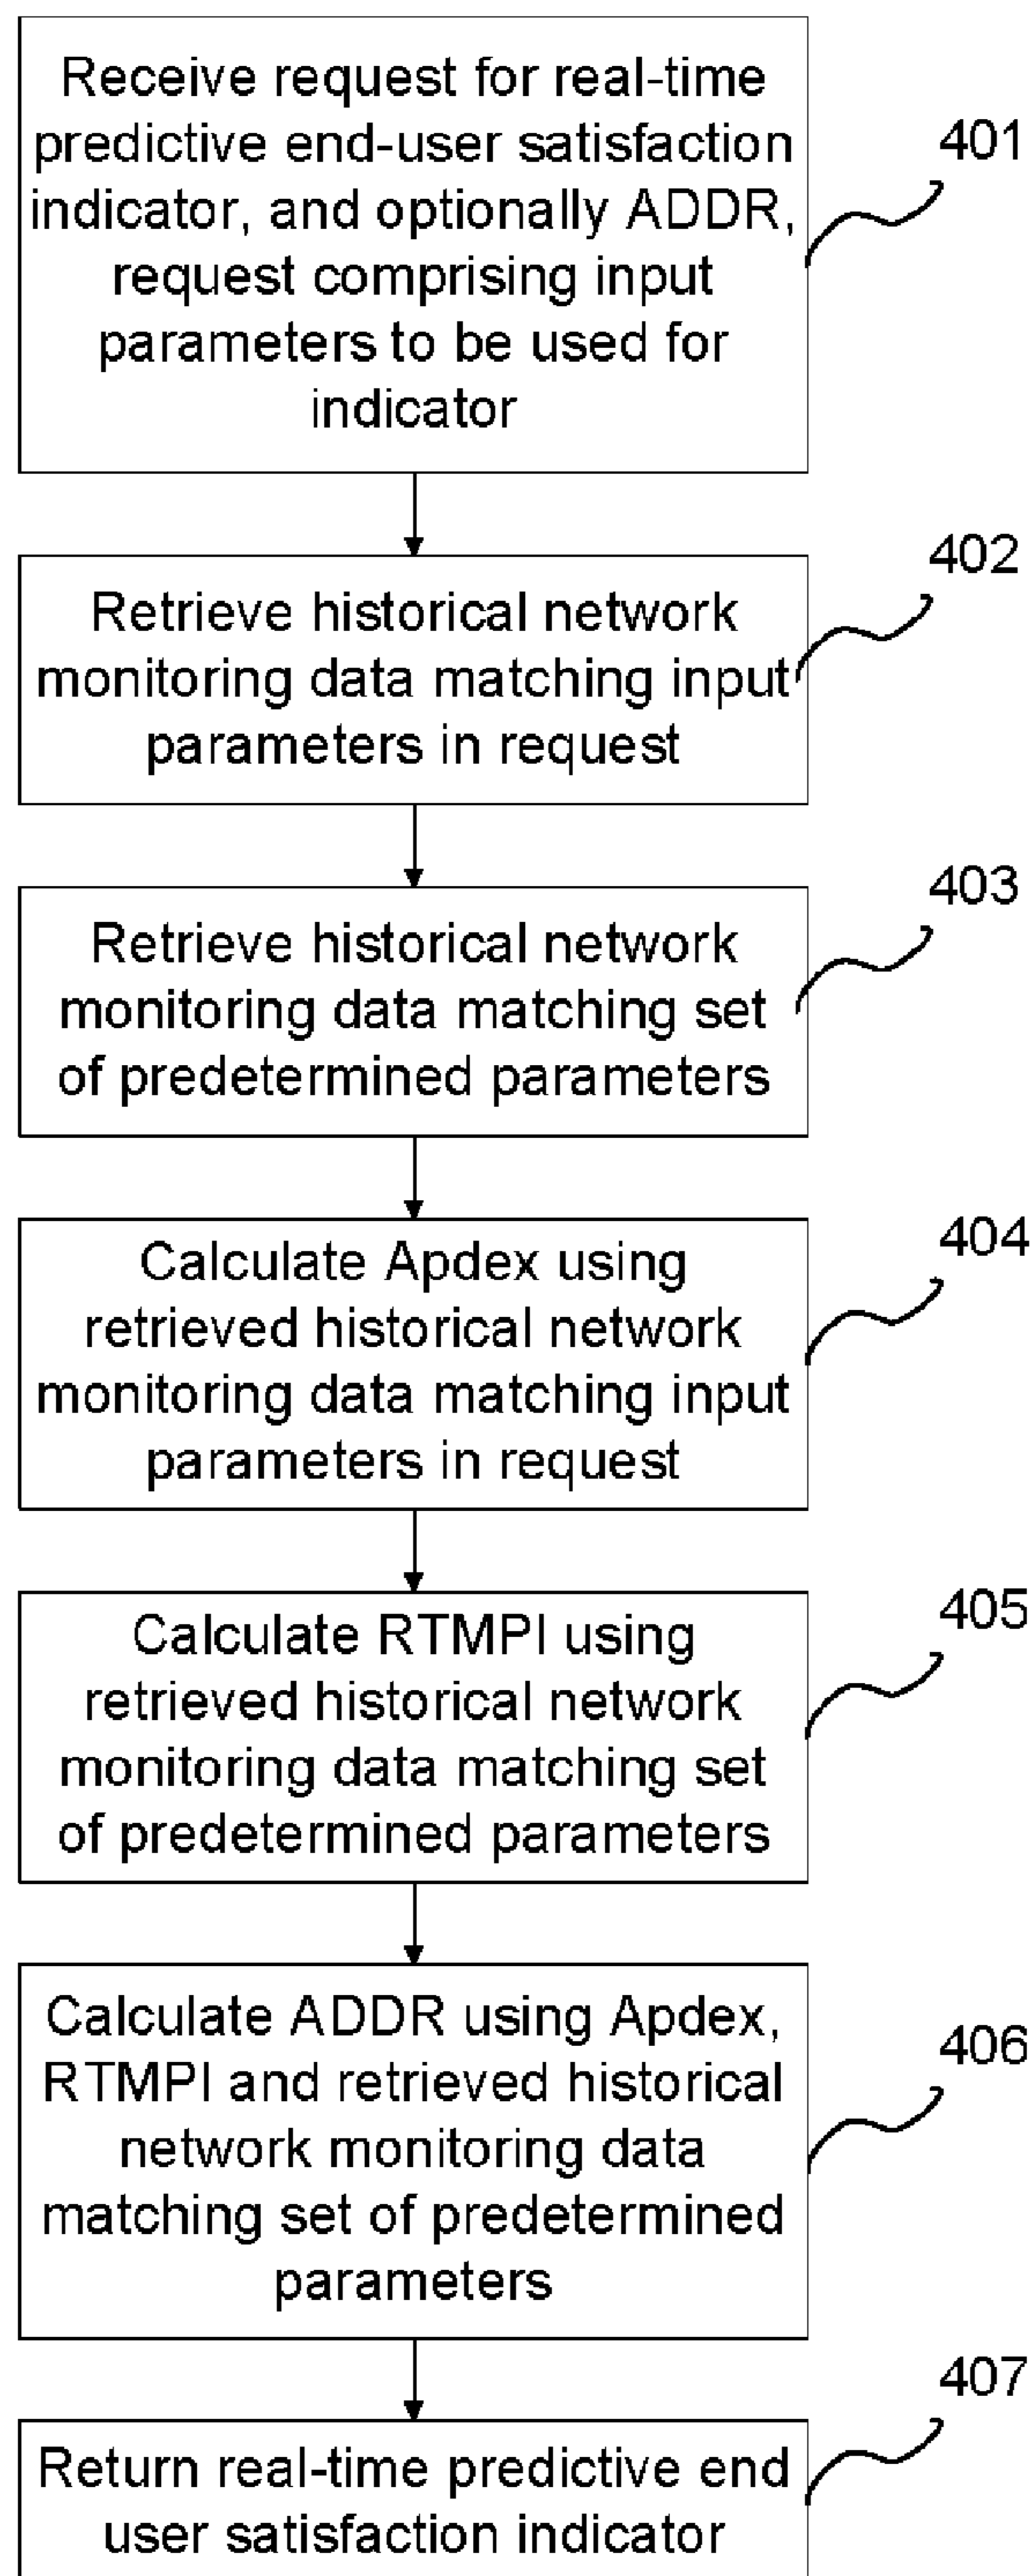 Receive request for real-time
predictive end-user satisfaction
indicator, and optionally ADDR,
request comprising input
parameters to be used for
indicator
401
Retrieve historical network
monitoring data matching input
parameters in request
402
Retrieve historical network
monitoring data matching set
of predetermined parameters
403
Calculate Apdex using
retrieved historical network
monitoring data matching input
parameters in request
404
Calculate RTMPI using
retrieved historical network
monitoring data matching set
of predetermined parameters
405
Calculate ADDR using Apdex,
RTMPI and retrieved historical
network monitoring data
matching set of predetermined
parameters
406
Return real-time predictive end
user satisfaction indicator
407